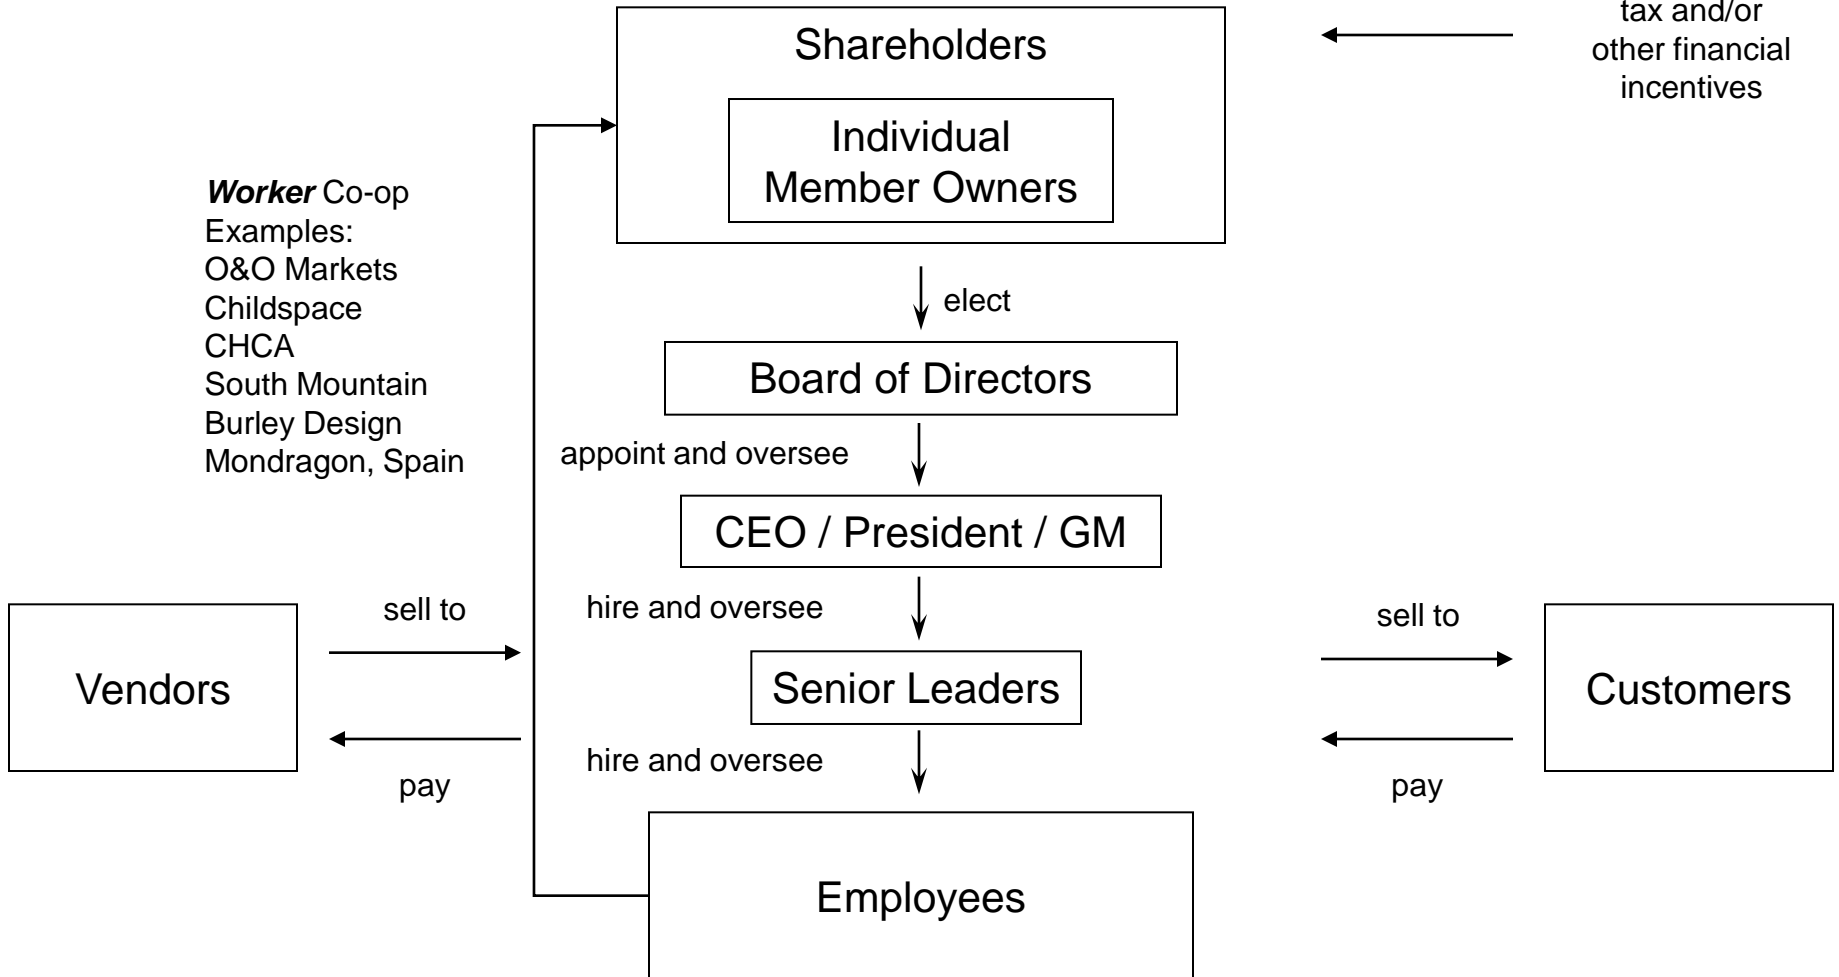 tax and/or
other financial
incentives
Shareholders
Individual
Member Owners
Worker Co-op
Examples:
O&O Markets
Childspace
CHCA
South Mountain
Burley Design
Mondragon, Spain
elect
Board of Directors
appoint and oversee
CEO / President / GM
hire and oversee
Senior Leaders
hire and oversee
Employees
Vendors
sell to
pay
sell to
pay
Customers